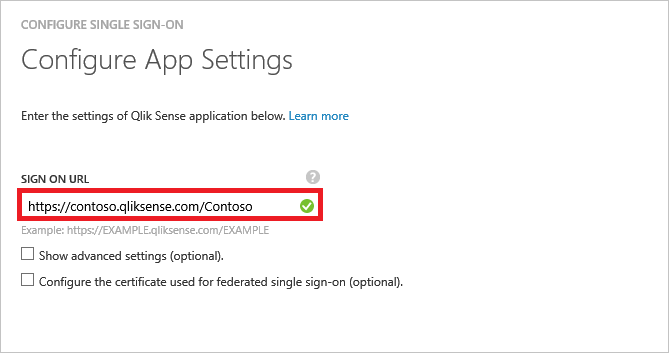 CONFIGURE SINGLE SIGN-ON
Configure App Settings
Enter the settings of Qlik Sense application below. Learn more
SIGN ON URL ?
https://contoso.qliksense.com/Contoso
Example: https://EXAMPLE.qliksense.com/EXAMPLE
Show advanced settings (optional).
Configure the certificate used for federated single sign-on (optional).